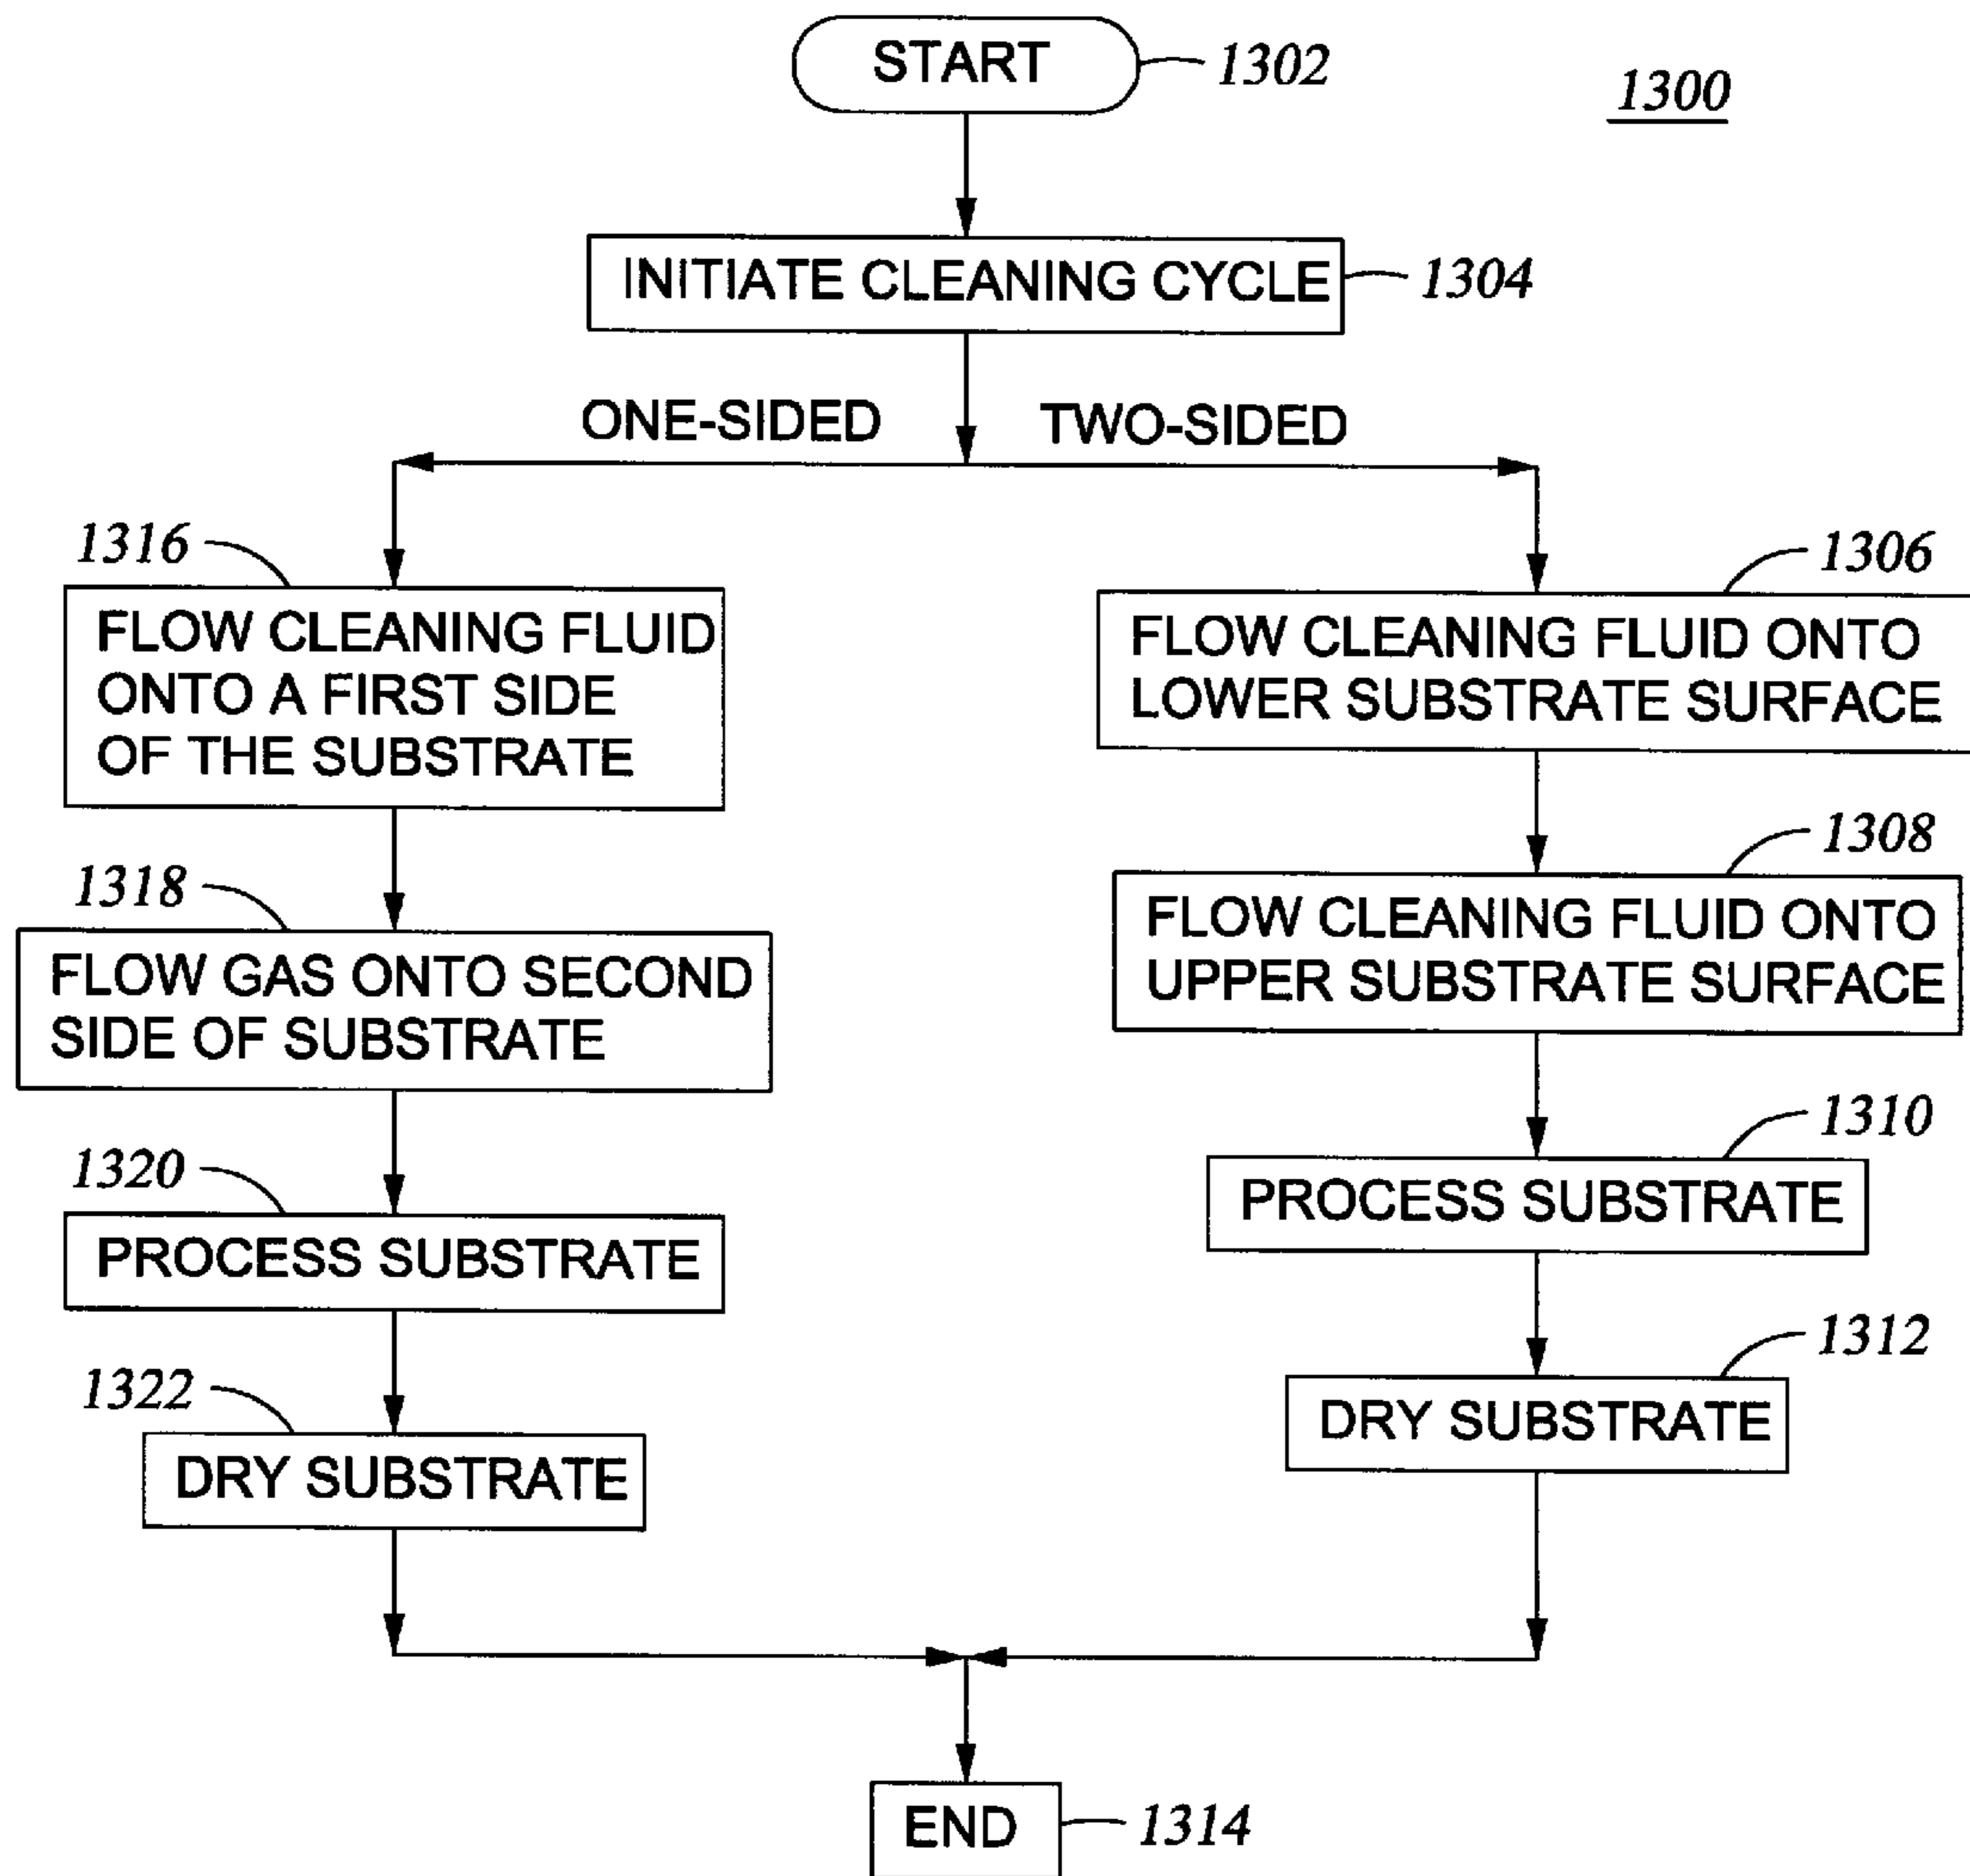 START
1302
1300
INITIATE CLEANING CYCLE
1304
ONE-SIDED
TWO-SIDED
1316
FLOW CLEANING FLUID
ONTO A FIRST SIDE
OF THE SUBSTRATE
1306
FLOW CLEANING FLUID ONTO
LOWER SUBSTRATE SURFACE
1318
FLOW GAS ONTO SECOND
SIDE OF SUBSTRATE
1308
FLOW CLEANING FLUID ONTO
UPPER SUBSTRATE SURFACE
1320
PROCESS SUBSTRATE
1310
PROCESS SUBSTRATE
1322
DRY SUBSTRATE
1312
DRY SUBSTRATE
END
1314